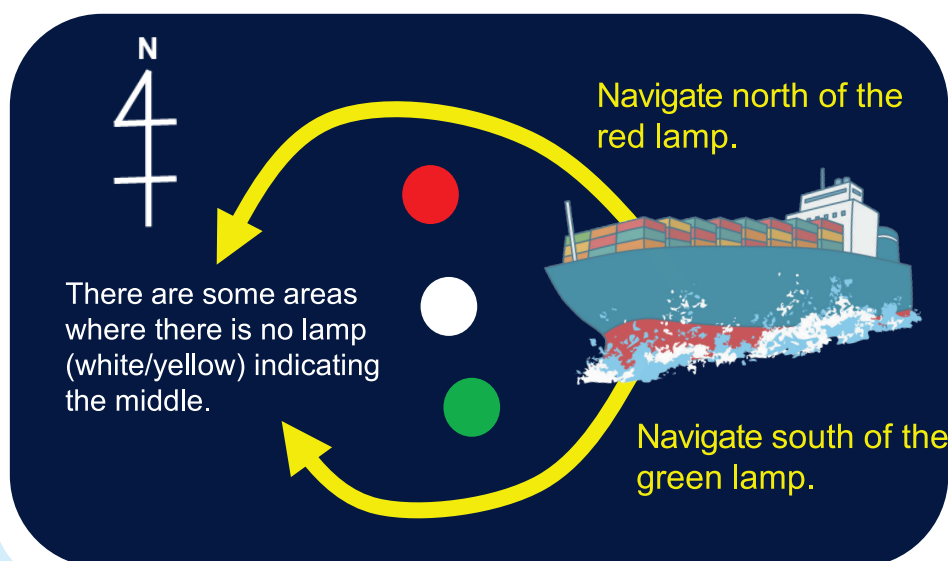 N
Navigate north of the
red lamp.
There are some areas
where there is no lamp
(white/yellow) indicating
the middle.
Navigate south of the
green lamp.